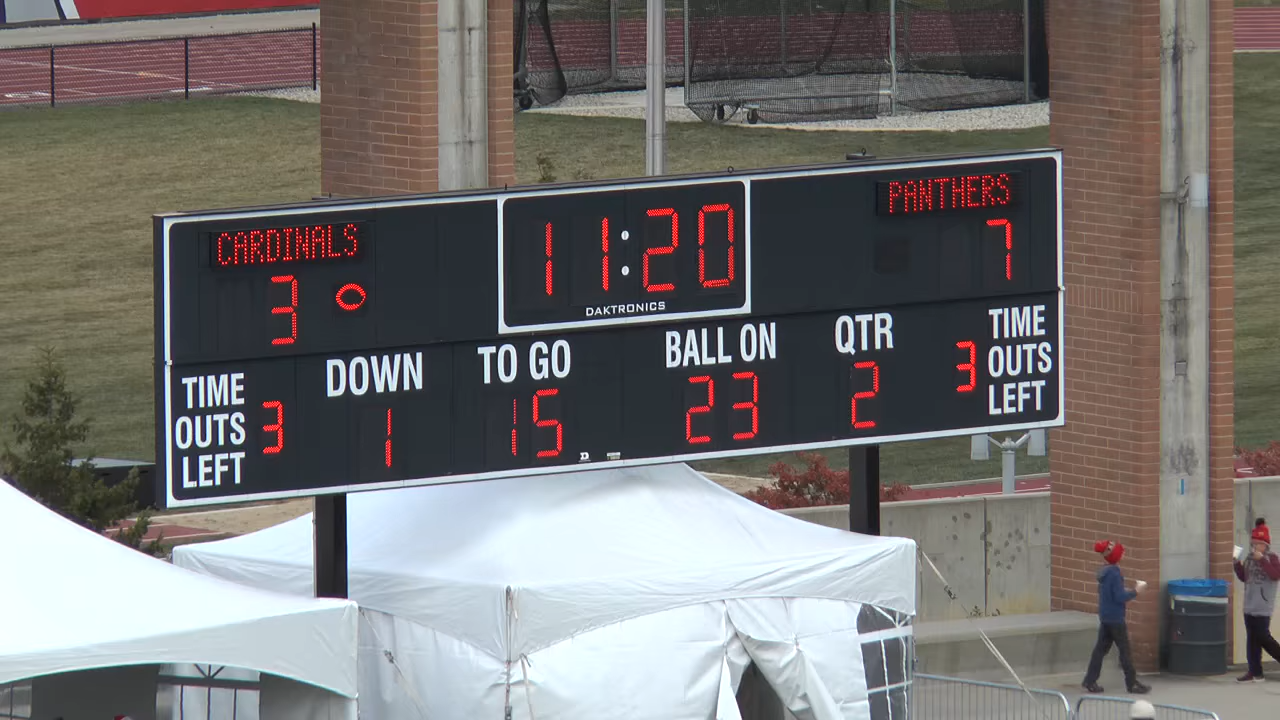 CARDINALS
3
11:20
DAKTRONICS
PANTHERS
7
TIME OUTS LEFT
3
DOWN
1
TO GO
15
BALL ON
23
QTR
2
3
TIME OUTS LEFT